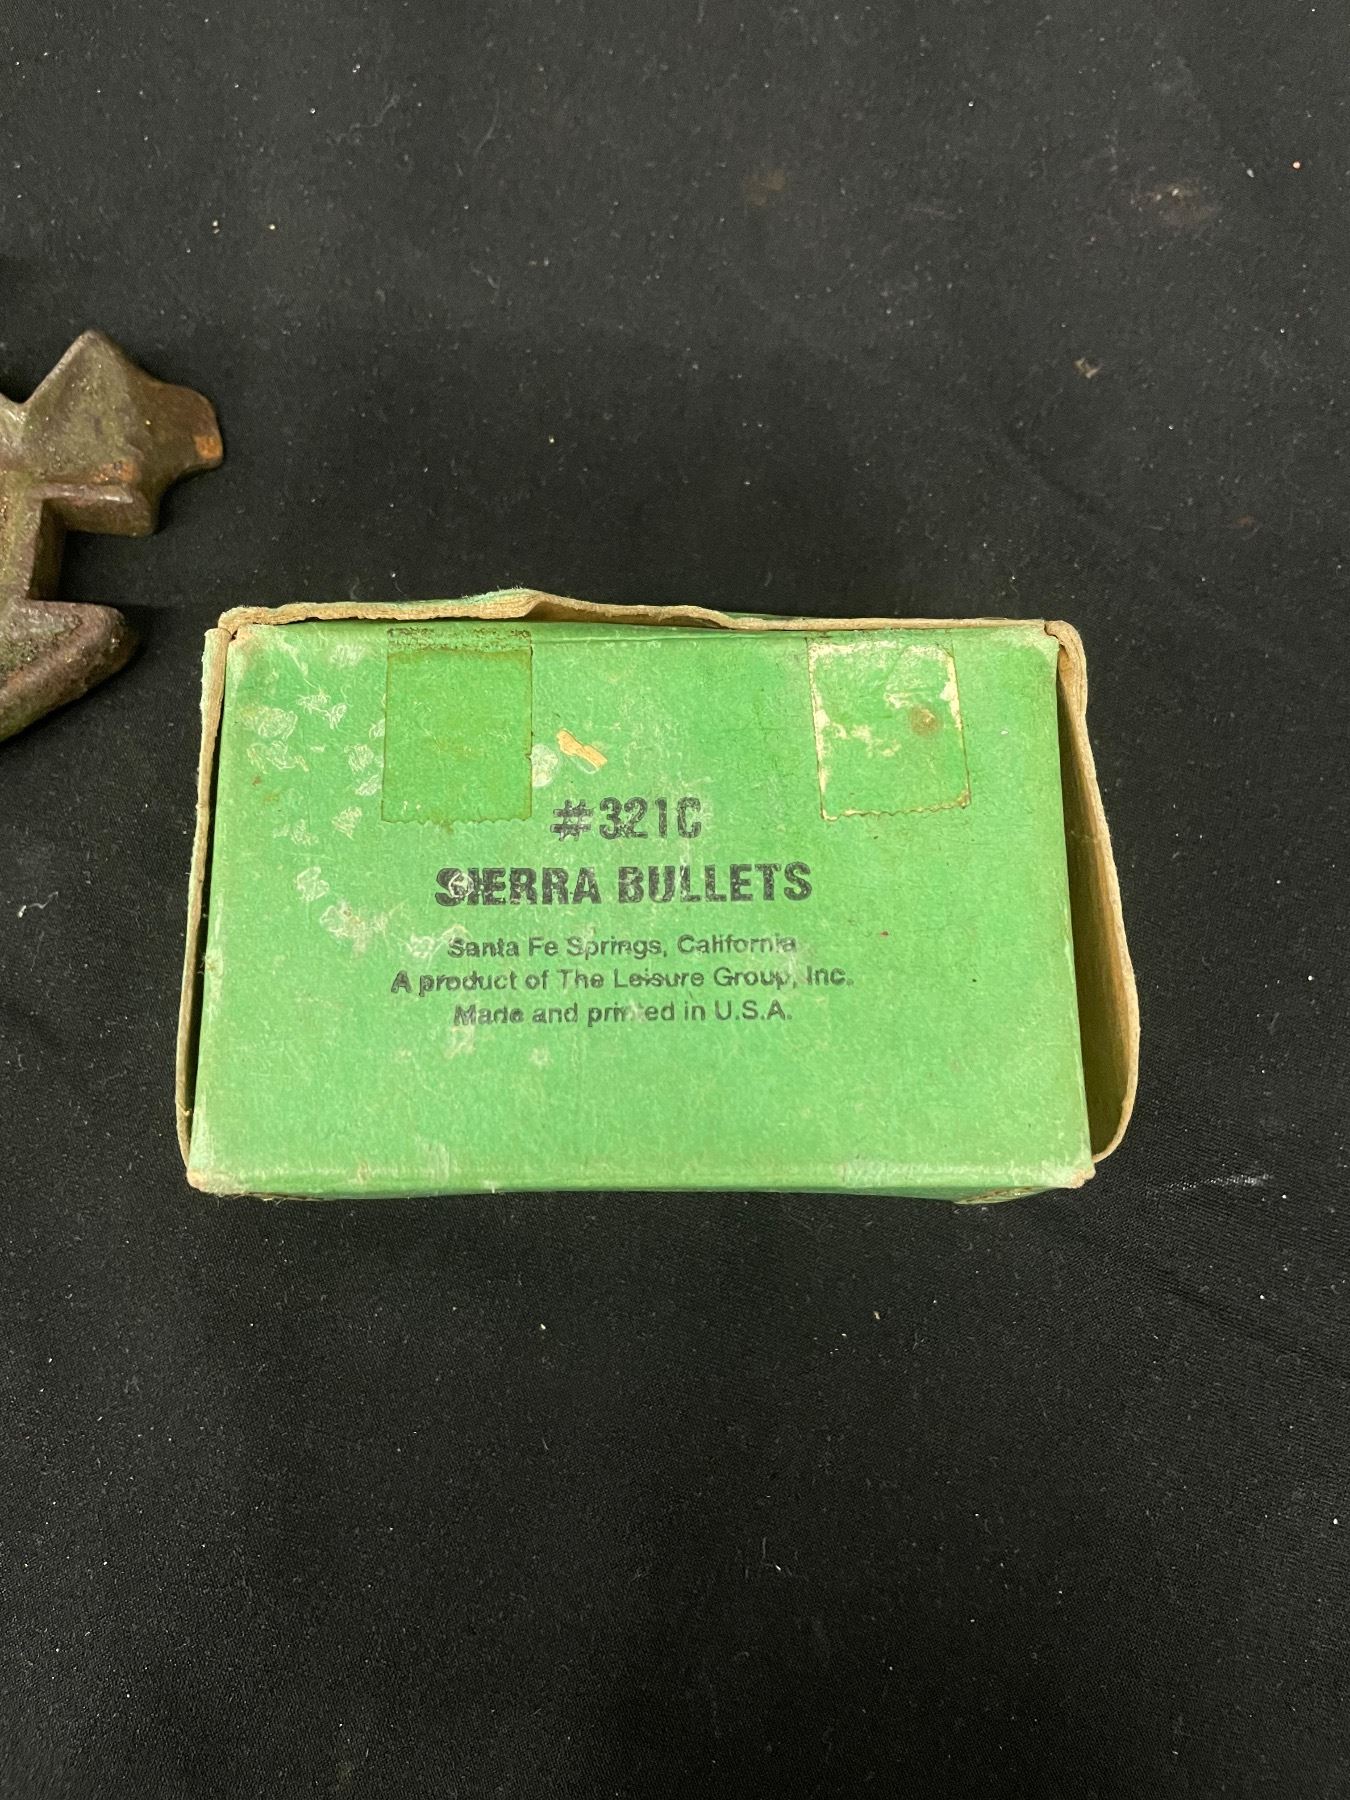 #321C
SIERRA BULLETS
Santa Fe Springs, California
A product of The Leisure Group, Inc.
Made and printed in U.S.A.